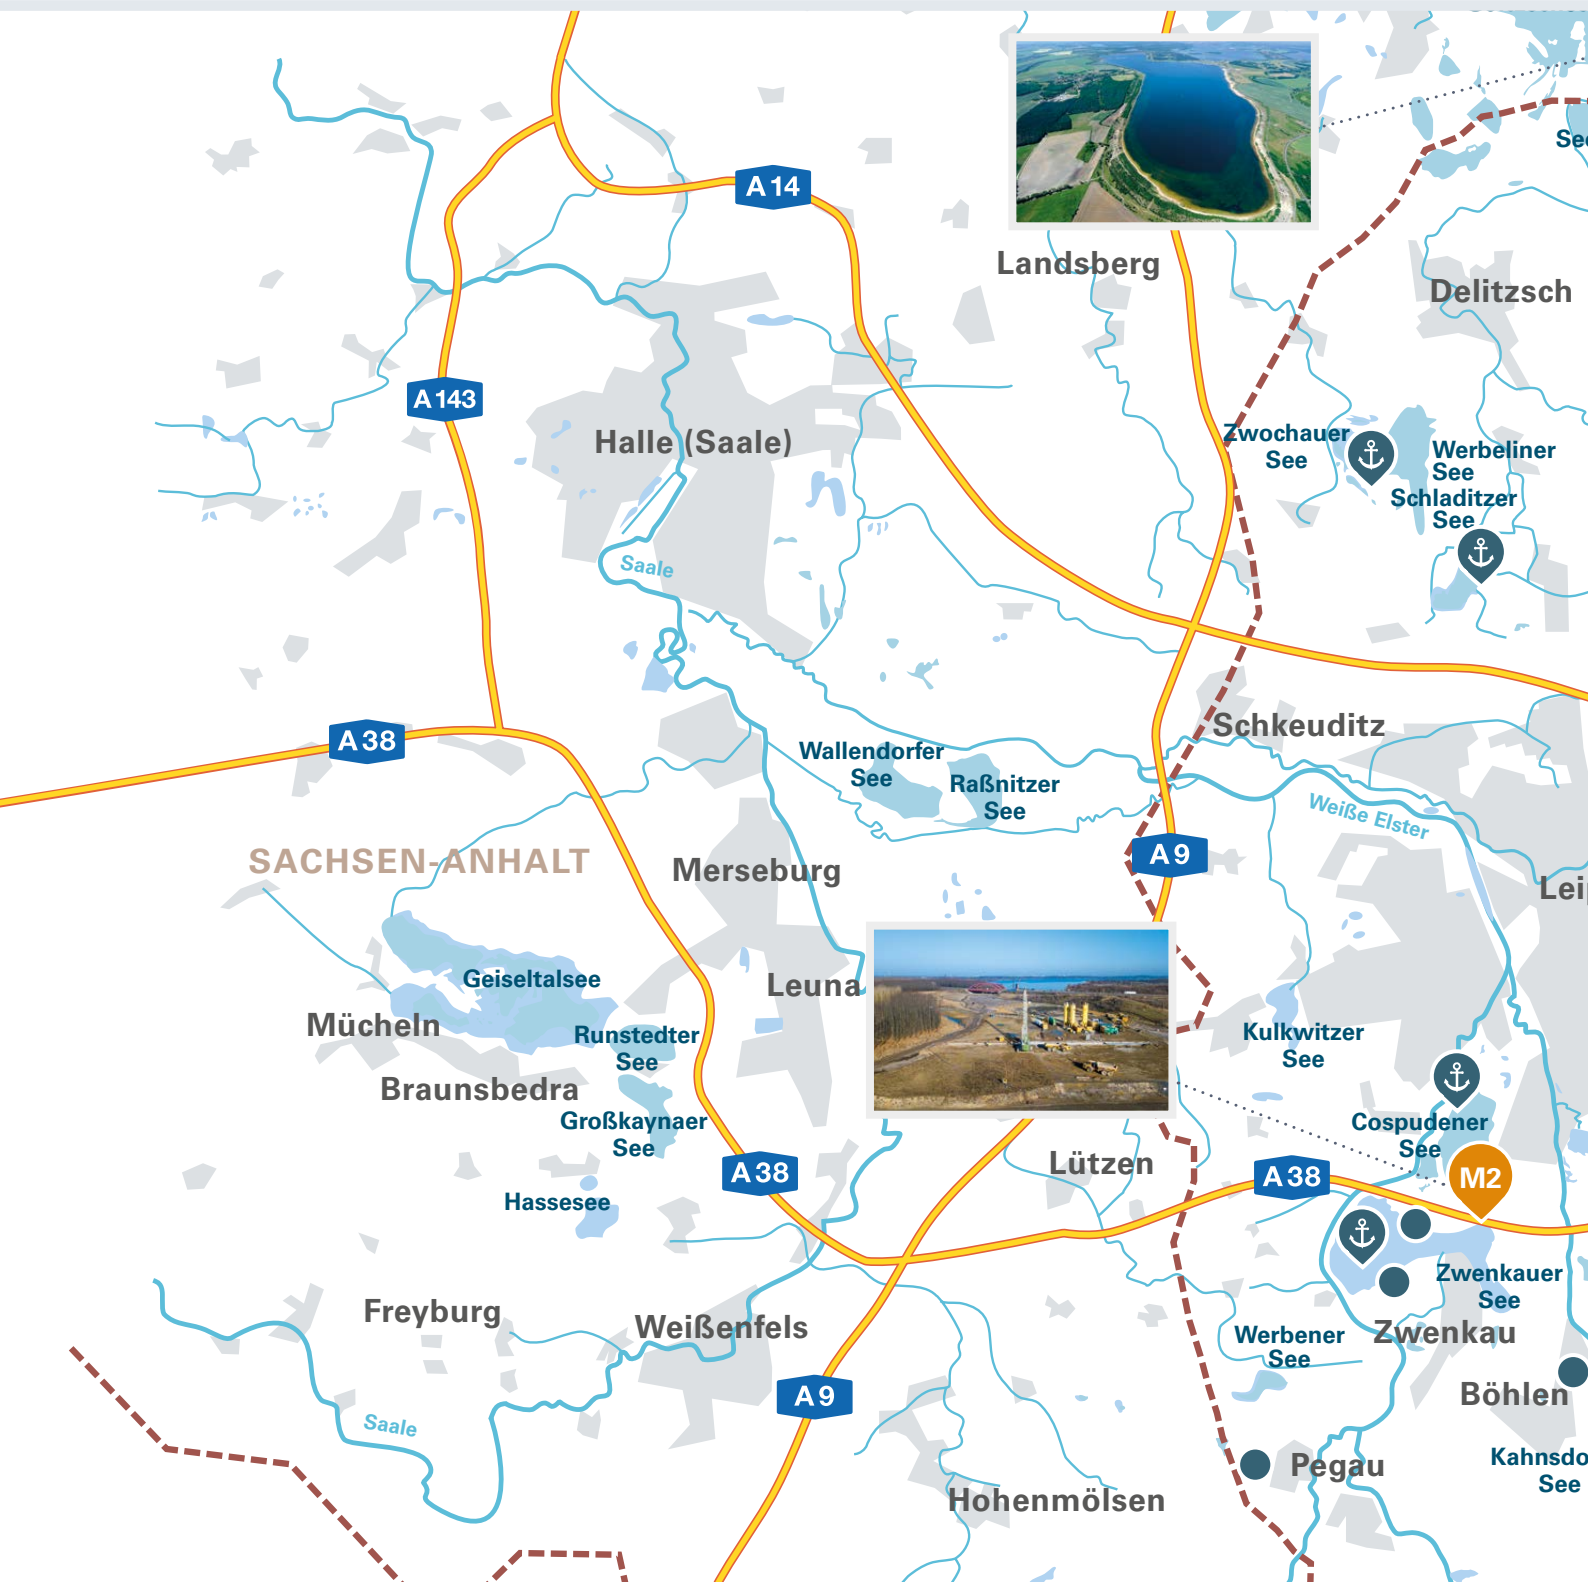 A 14
Landsberg
Delitzsch
A 143
Halle (Saale)
Zwochauer
See
Werbeliner
See
Schladitzer
See
Saale
Schkeuditz
A 38
Wallendorfer
See
Raßnitzer
See
Weiße Elster
SACHSEN-ANHALT
Merseburg
A 9
Geiseltalsee
Leuna
Mücheln
Runstedter
See
Kulkwitzer
See
Braunsbedra
Großkaynaer
See
Cospudener
See
Lützen
A 38
A 38
M2
Hassesee
Zwenkauer
See
Freyburg
Weißenfels
Werbener
See
Zwenkau
A 9
Böhlen
Saale
Pegau
Kahnsdo
See
Hohenmölsen